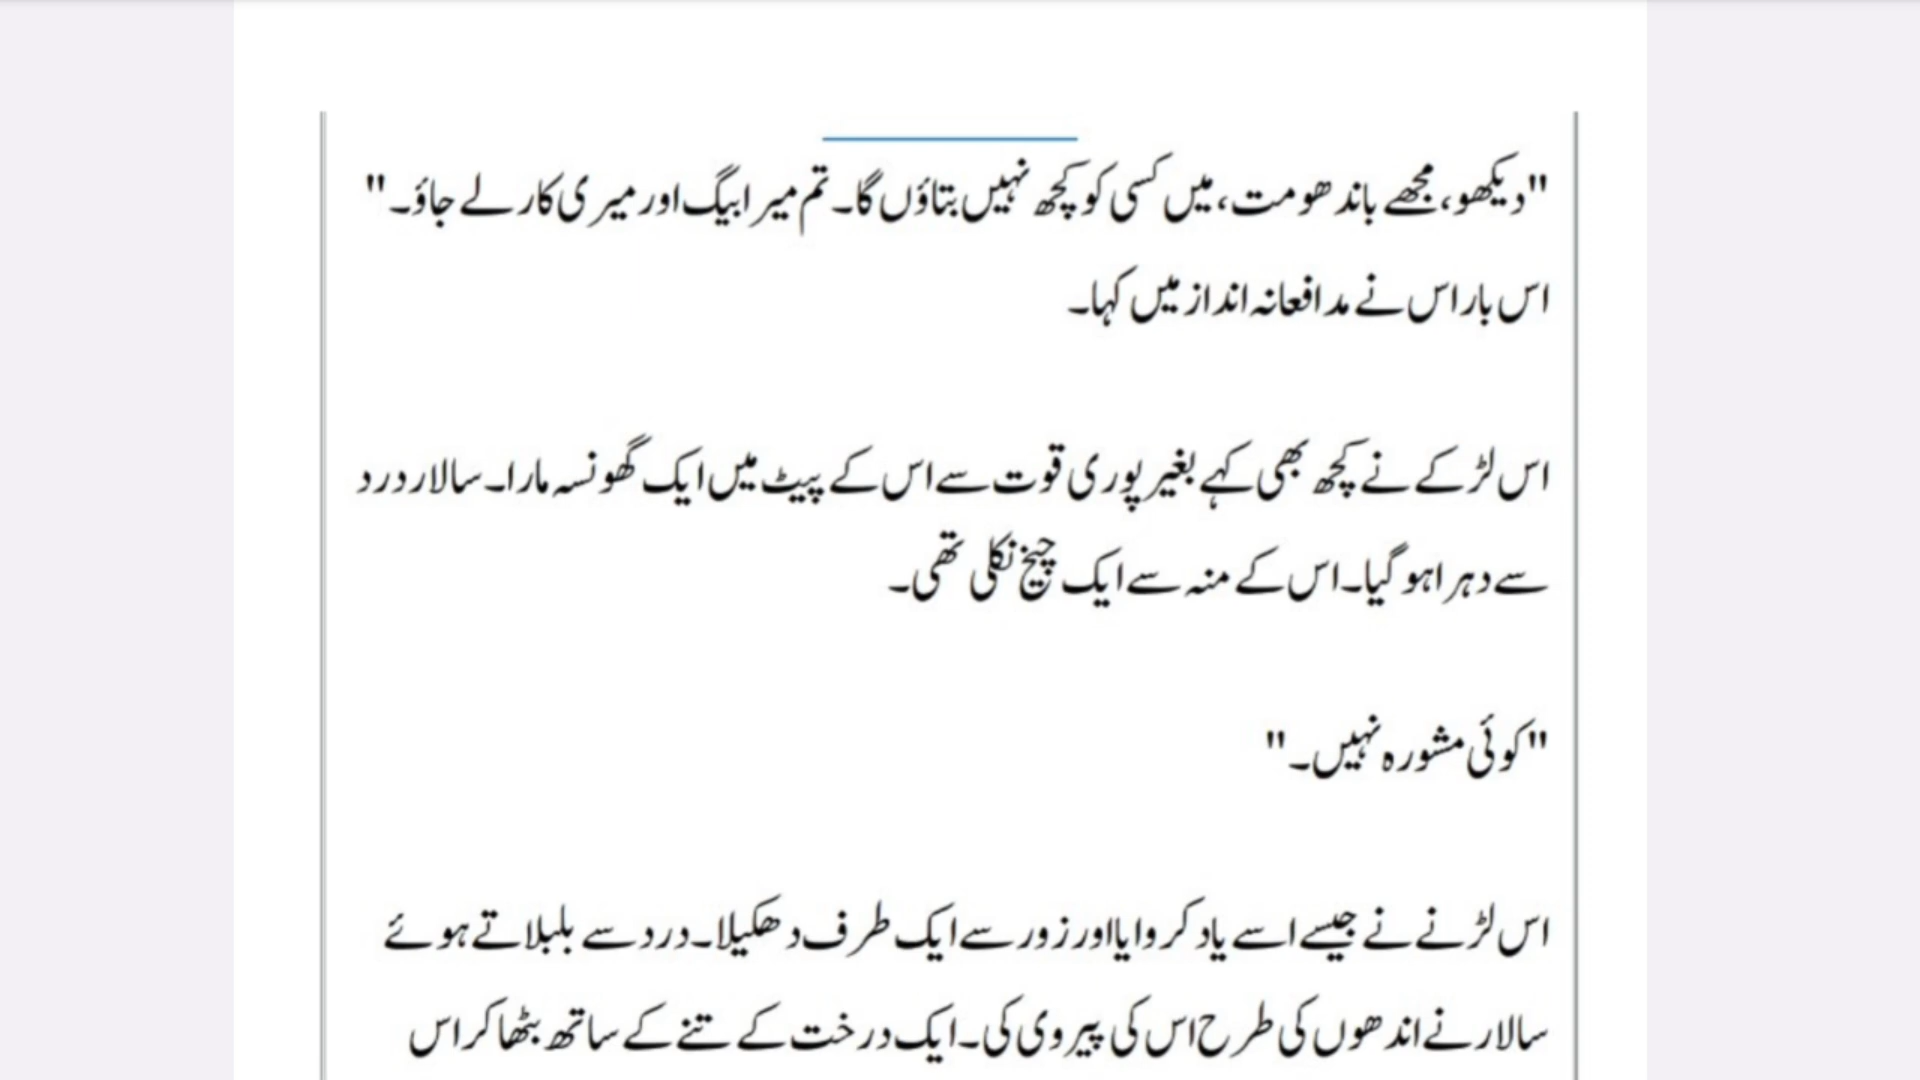 "دیکھو، مجھے باندھو مت، میں کسی کو کچھ نہیں بتاؤں گا۔ تم میرا بیگ اور میری کار لے جاؤ۔"
اس بار اس نے مدافعانہ انداز میں کہا۔
اس لڑکے نے کچھ بھی کہے بغیر پوری قوت سے اس کے پیٹ میں ایک گھونسہ مارا۔ سالار درد
سے دہرا ہو گیا۔ اس کے منہ سے ایک چیخ نکلی تھی۔
"کوئی مشورہ نہیں۔"
اس لڑنے نے جیسے اسے یاد کروایا اور زور سے ایک طرف دھکیلا۔ درد سے بلبلاتے ہوئے
سالار نے اندھوں کی طرح اس کی پیروی کی۔ ایک درخت کے تنے کے ساتھ بٹھا کر اس